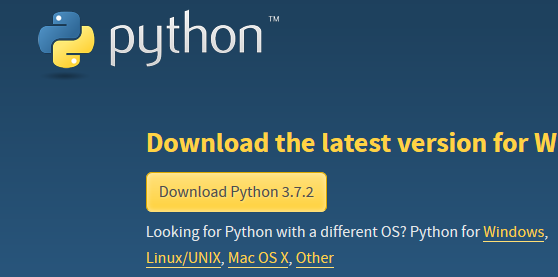 python™
Download the latest version for W
Download Python 3.7.2
Looking for Python with a different OS? Python for Windows,
Linux/UNIX, Mac OS X, Other